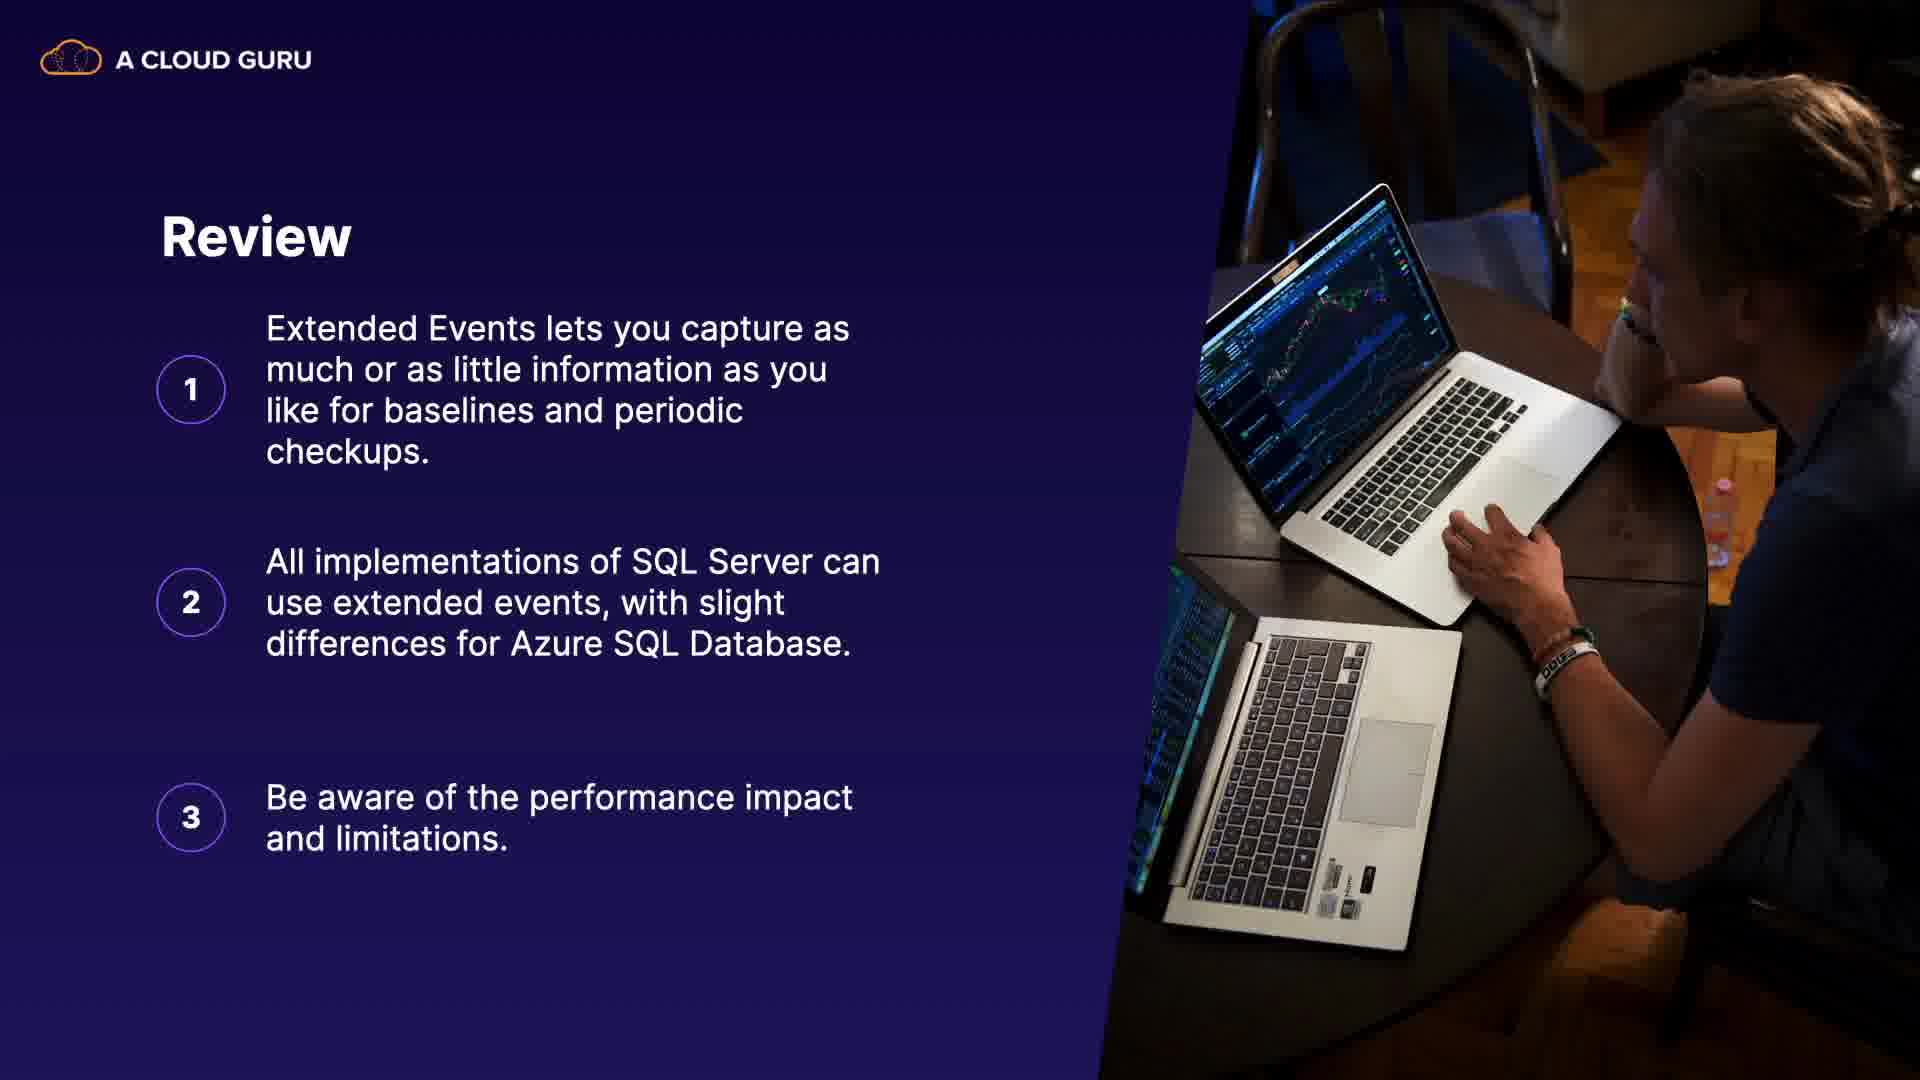 A CLOUD GURU
Review
1
Extended Events lets you capture as
much or as little information as you
like for baselines and periodic
checkups.
2
All implementations of SQL Server can
use extended events, with slight
differences for Azure SQL Database.
3
Be aware of the performance impact
and limitations.